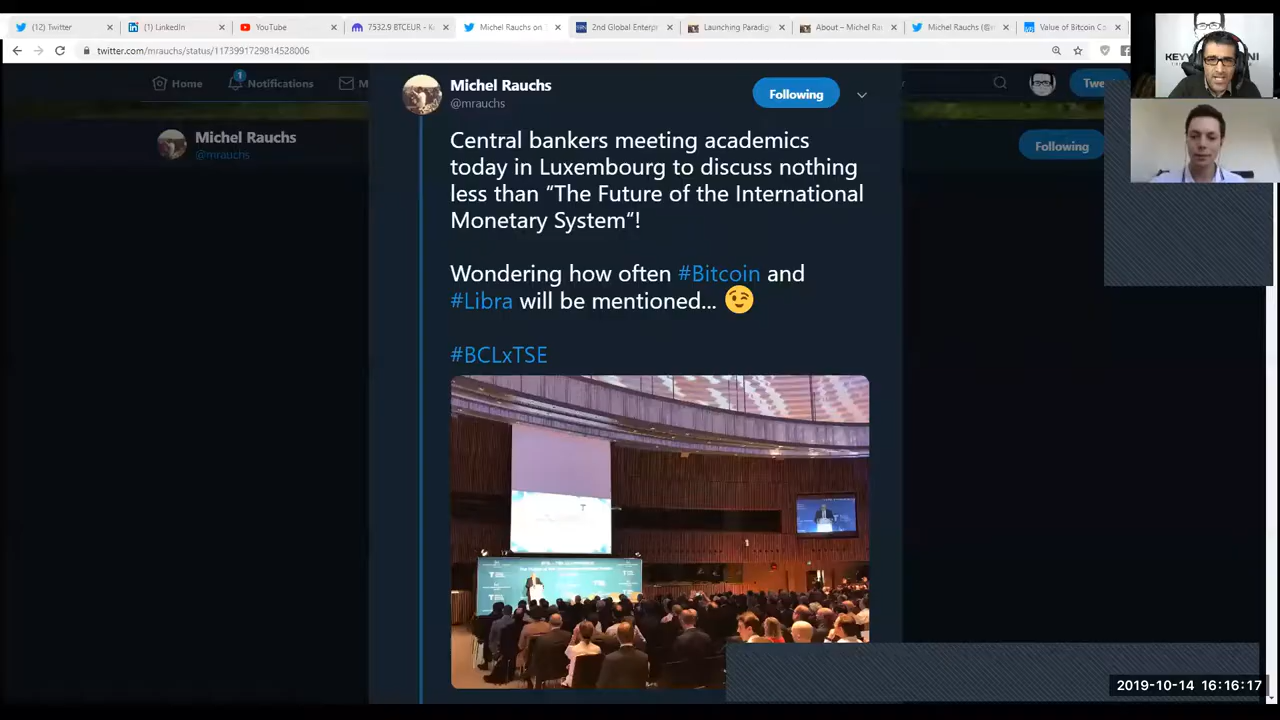 (12) Twitter
(1) LinkedIn
YouTube
7532.9 BTCEUR - K
Michel Rauchs on
2nd Global Enterp
Launching Paradig
About – Michel Ra
Michel Rauchs (@
Value of Bitcoin C
twitter.com/mrauchs/status/1173991729814528006
Home
1
Notifications
M
Twe
Michel Rauchs
@mrauchs
Following
Michel Rauchs
@mrauchs
Following
Central bankers meeting academics
today in Luxembourg to discuss nothing
less than “The Future of the International
Monetary System“!
Wondering how often #Bitcoin and
#Libra will be mentioned...
#BCLxTSE
2019-10-14 16:16:17